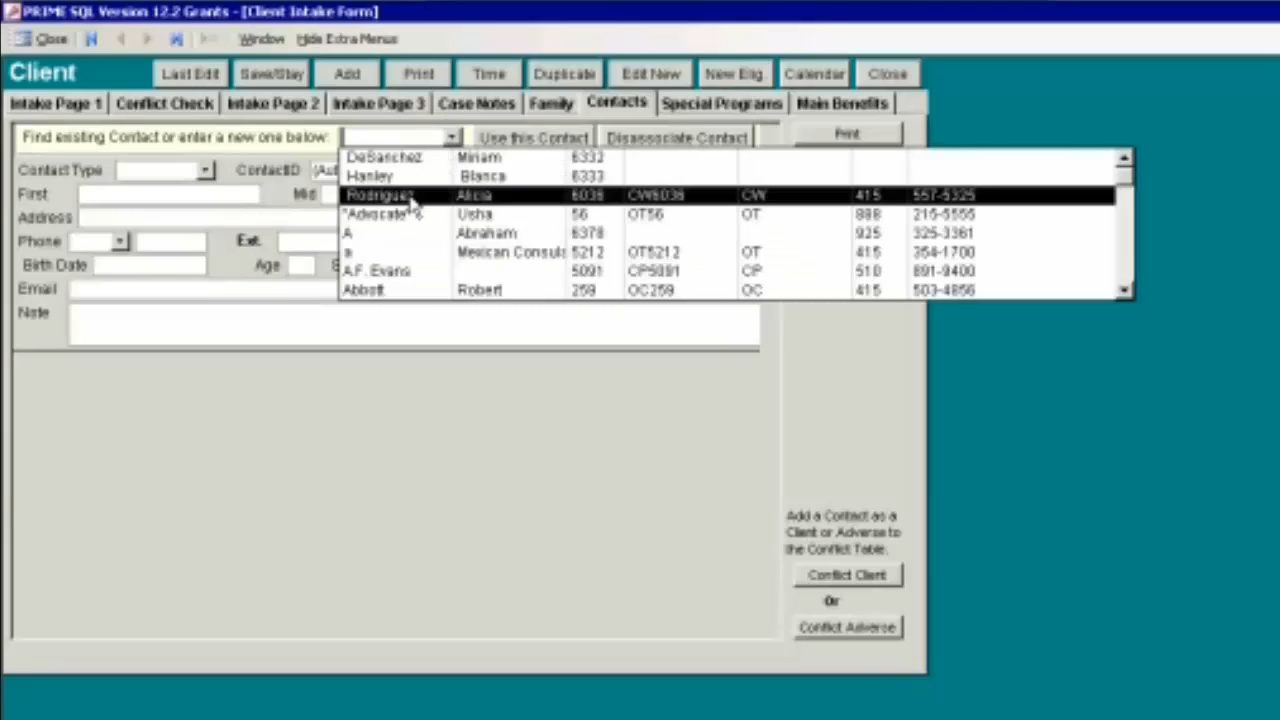 PRIME SQL Version 12.2 Grants - [Client Intake Form]
Close Window Hide Extra Menus
Client Last Edit Save/Stay Add Print Time Duplicate Edit New New Elig. Calendar Close
Intake Page 1 Conflict Check Intake Page 2 Intake Page 3 Case Notes Family Contacts Special Programs Main Benefits
Find existing Contact or enter a new one below: Use this Contact Disassociate Contact Print
DeSanchez Miriam 6332
Contact Type ContactID (Aut
Hanley Blanca 6333
First Mid
Rodriguez Alicia 6036 CW6036 CW 415 557-5325
Address
"Advocate" Usha 56 OT56 OT 888 215-5555
Phone Ext.
A Abraham 6378 925 325-3361
a Mexican Consula 5212 OT5212 OT 415 354-1700
Birth Date Age S
A.F. Evans 5091 CP5091 CP 510 891-9400
Email
Abbott Robert 259 OC259 OC 415 503-4856
Note
Add a Contact as a
Client or Adverse to
the Conflict Table.
Conflict Client
Or
Conflict Adverse